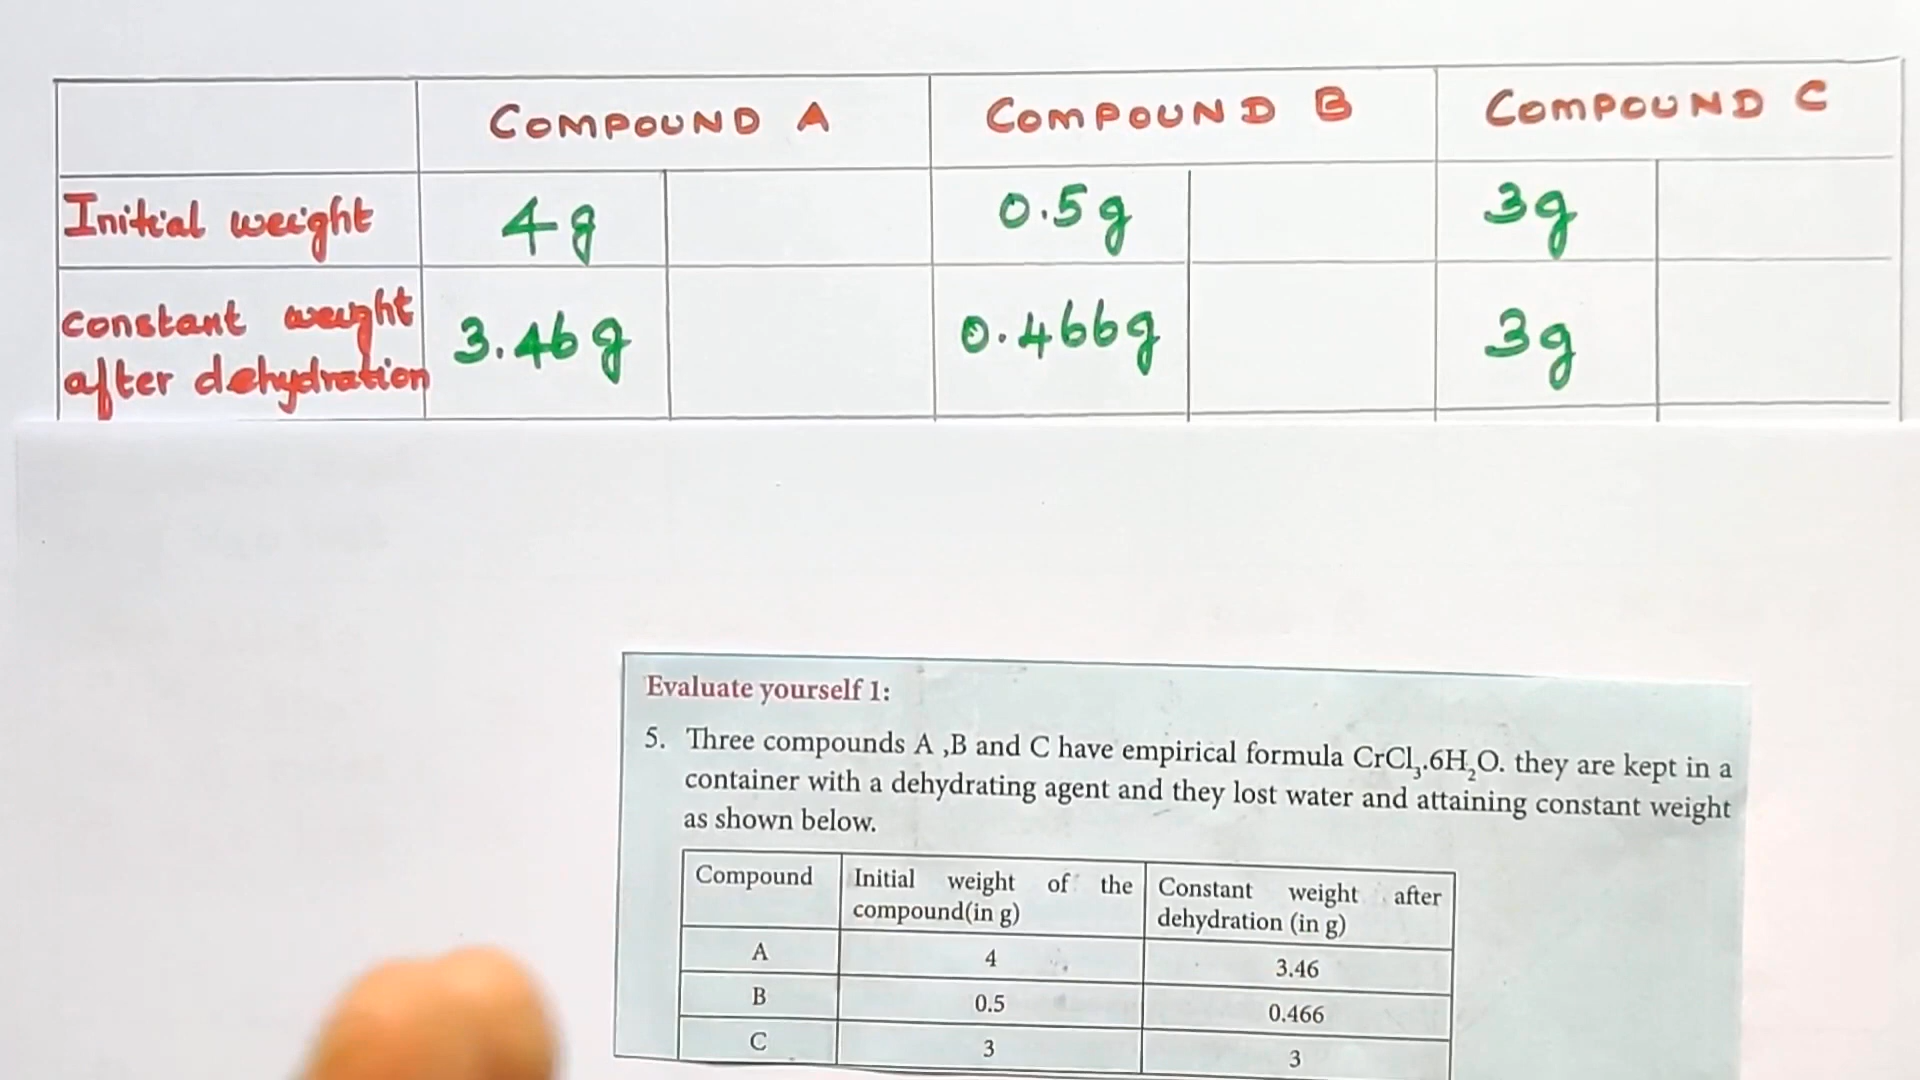 COMPOUND A COMPOUND B COMPOUND C
Initial weight 4g 0.5g 3g
constant weight
after dehydration 3.46g 0.466g 3g
Evaluate yourself 1:
5. Three compounds A ,B and C have empirical formula CrCl₃.6H₂O. they are kept in a
container with a dehydrating agent and they lost water and attaining constant weight
as shown below.
Compound Initial weight of the Constant weight after
compound(in g) dehydration (in g)
A 4 3.46
B 0.5 0.466
C 3 3